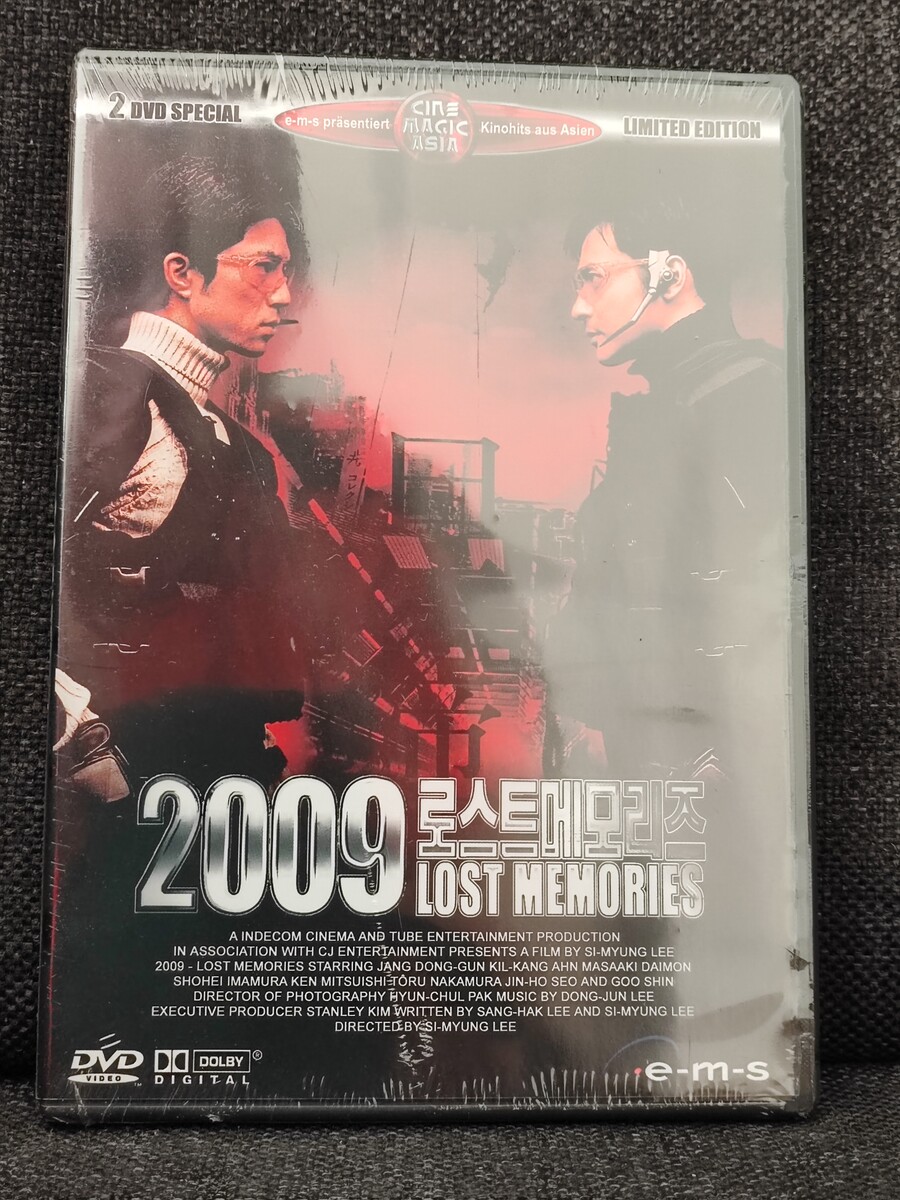 2 DVD SPECIAL
e-m-s präsentiert
CINE
MAGIC
ASIA
Kinohits aus Asien
LIMITED EDITION
コレク
2009
로스트메모리즈
LOST MEMORIES
A INDECOM CINEMA AND TUBE ENTERTAINMENT PRODUCTION
IN ASSOCIATION WITH CJ ENTERTAINMENT PRESENTS A FILM BY SI-MYUNG LEE
2009 - LOST MEMORIES STARRING JANG DONG-GUN KIL-KANG AHN MASAAKI DAIMON
SHOHEI IMAMURA KEN MITSUISHI TÔRU NAKAMURA JIN-HO SEO AND GOO SHIN
DIRECTOR OF PHOTOGRAPHY HYUN-CHUL PAK MUSIC BY DONG-JUN LEE
EXECUTIVE PRODUCER STANLEY KIM WRITTEN BY SANG-HAK LEE AND SI-MYUNG LEE
DIRECTED BY SI-MYUNG LEE
DVD
VIDEO
™
DOLBY®
DIGITAL
e-m-s